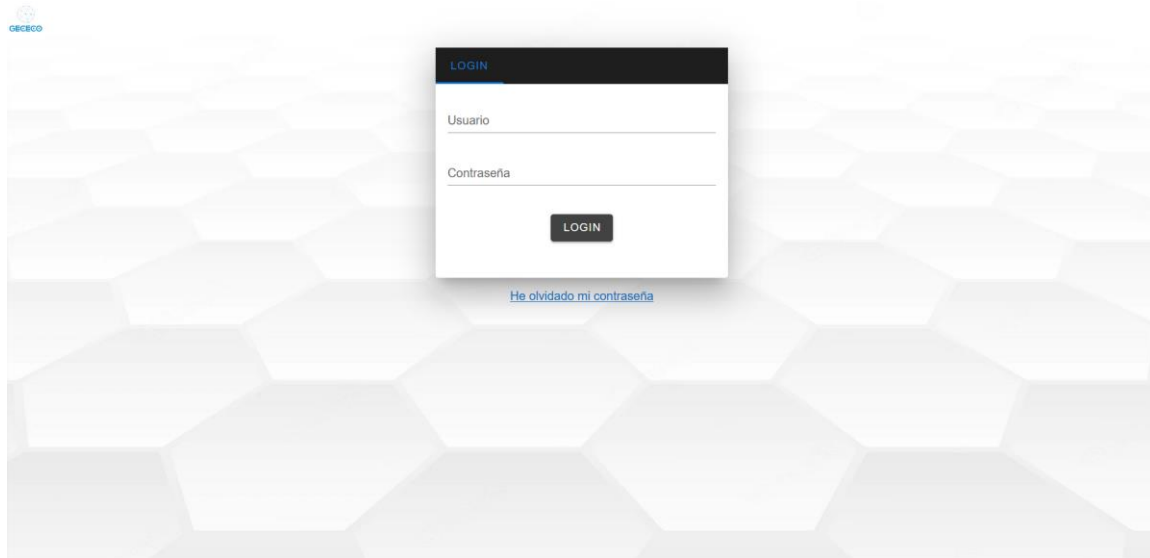 GECECO
LOGIN
Usuario
Contraseña
LOGIN
He olvidado mi contraseña